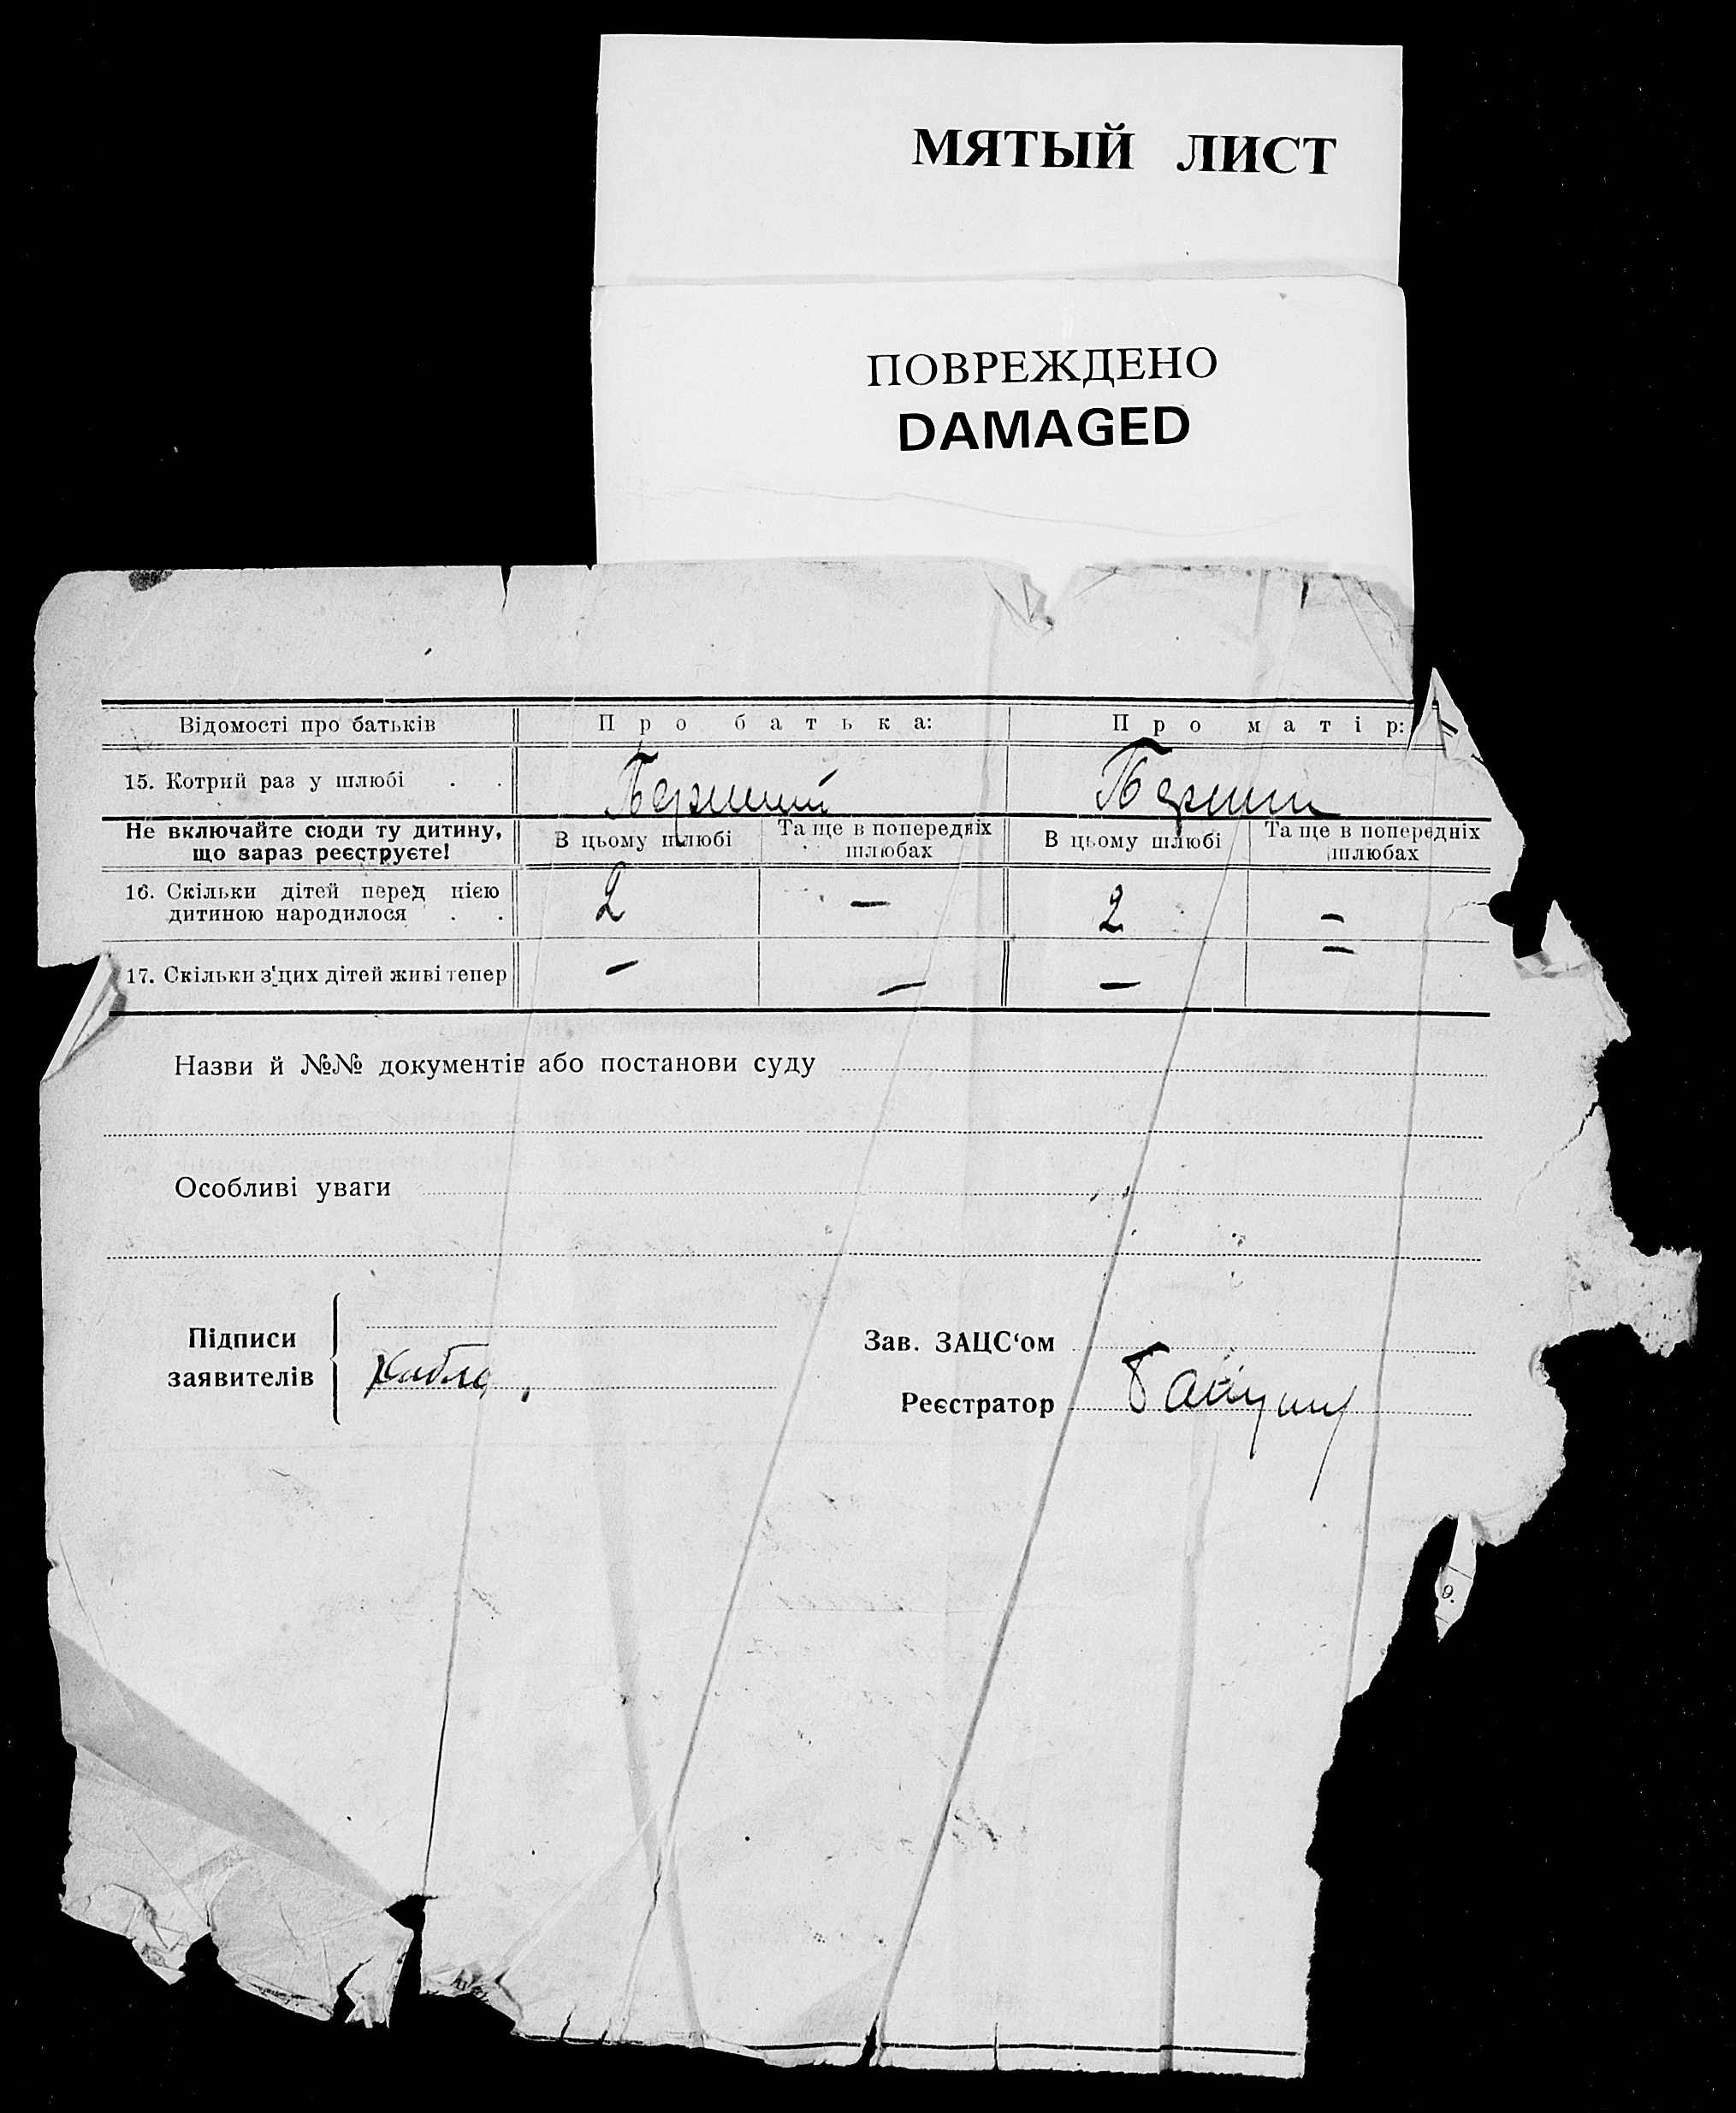 МЯТЫЙ ЛИСТ
ПОВРЕЖДЕНО
DAMAGED
Відомості про батьків Про батька: Про матір:
15. Котрий раз у шлюбі . . Перший Перший
Не включайте сюди ту дитину, що зараз реєструєте! В цьому шлюбі Та ще в попередніх шлюбах В цьому шлюбі Та ще в попередніх шлюбах
16. Скільки дітей перед цією
дитиною народилося . . 2 — 2 —
17. Скільки з'цих дітей живі тепер — — — —
Назви й №№ документів або постанови суду
Особливі уваги
Підписи
заявителів
Зав. ЗАЦС‘ом
Реєстратор
9.